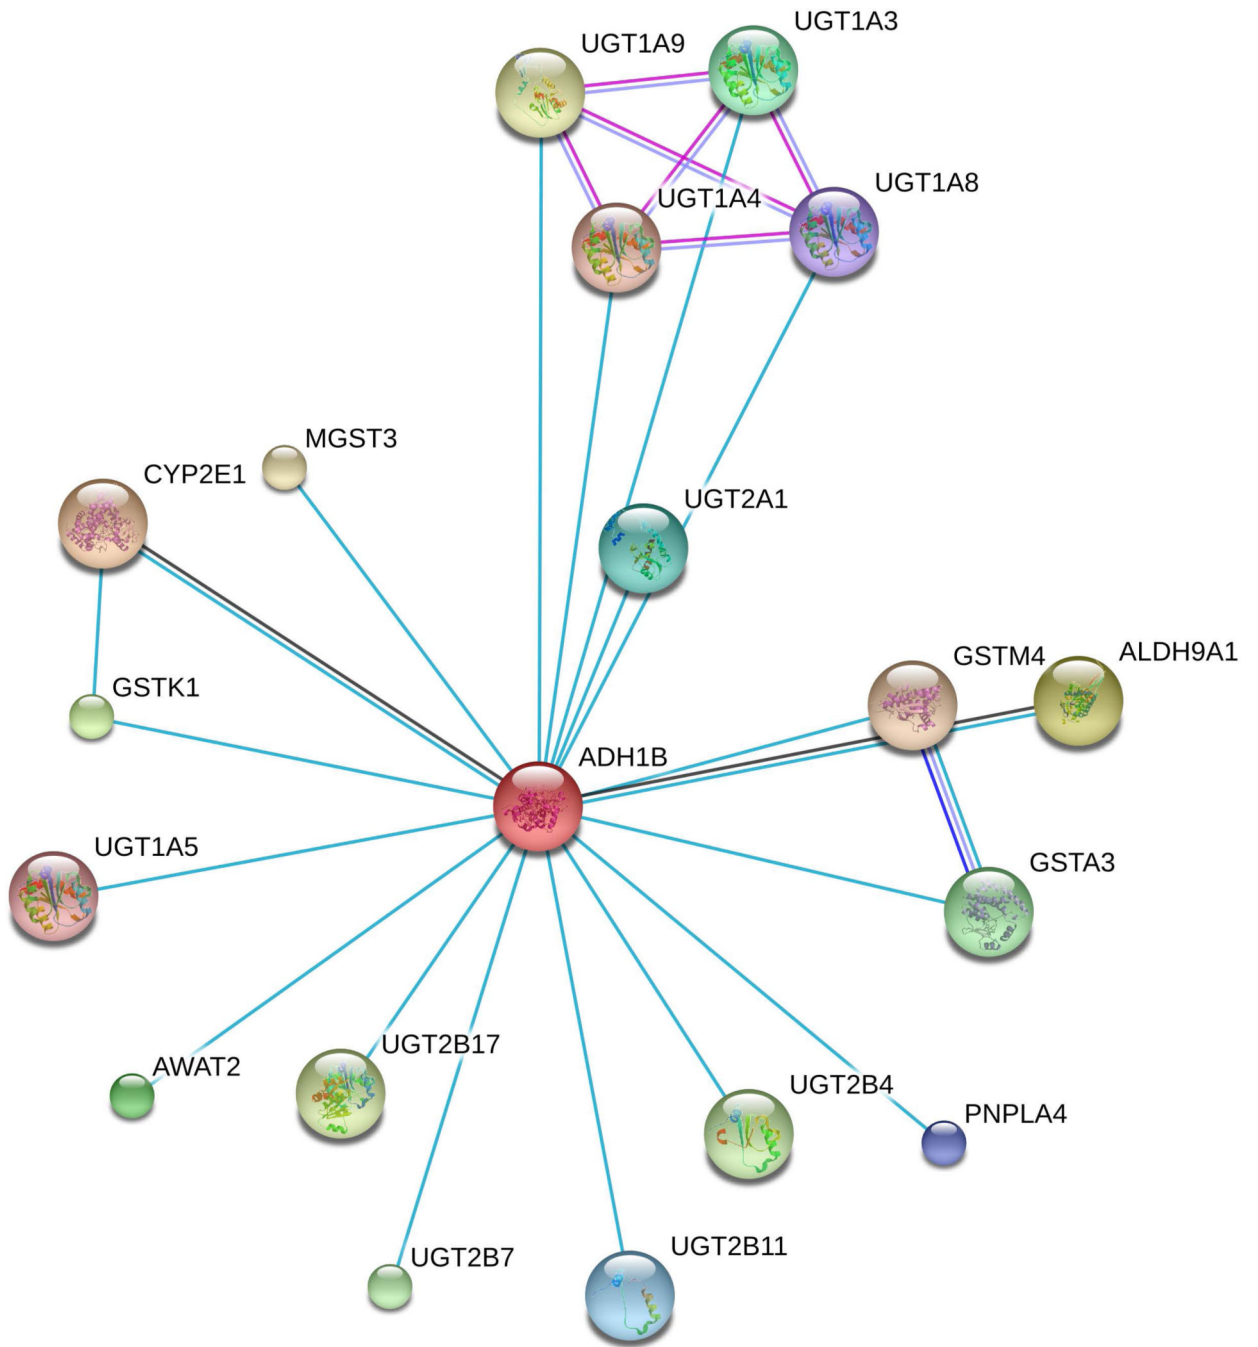 UGT1A3
UGT1A9
UGT1A8
UGT1A4
MGST3
CYP2E1
UGT2A1
ALDH9A1
GSTM4
GSTK1
ADH1B
UGT1A5
GSTA3
UGT2B17
AWAT2
UGT2B4
PNPLA4
UGT2B11
UGT2B7